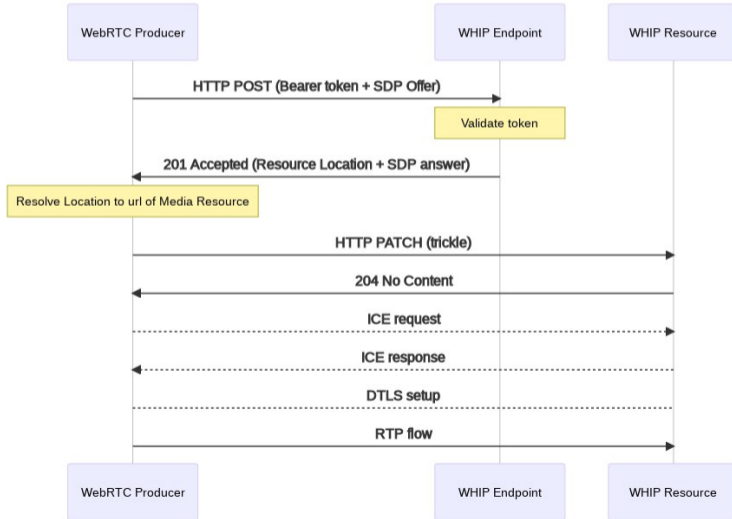 WebRTC Producer
WHIP Endpoint
WHIP Resource
HTTP POST (Bearer token + SDP Offer)
Validate token
201 Accepted (Resource Location + SDP answer)
Resolve Location to url of Media Resource
HTTP PATCH (trickle)
204 No Content
ICE request
ICE response
DTLS setup
RTP flow
WebRTC Producer
WHIP Endpoint
WHIP Resource